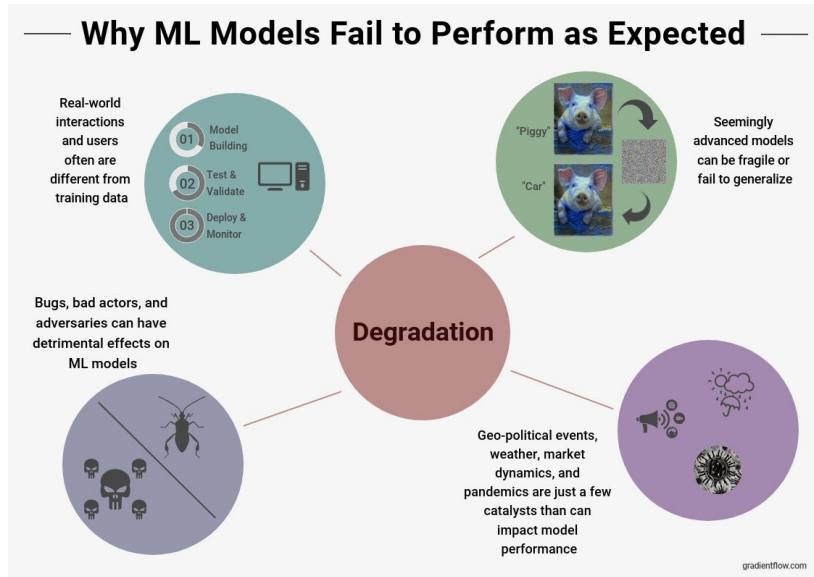 Why ML Models Fail to Perform as Expected
Real-world
interactions
and users
often are
different from
training data
01
Model
Building
02
Test &
Validate
03
Deploy &
Monitor
"Piggy"
"Car"
Seemingly
advanced models
can be fragile or
fail to generalize
Degradation
Bugs, bad actors, and
adversaries can have
detrimental effects on
ML models
Geo-political events,
weather, market
dynamics, and
pandemics are just a few
catalysts than can
impact model
performance
gradientflow.com